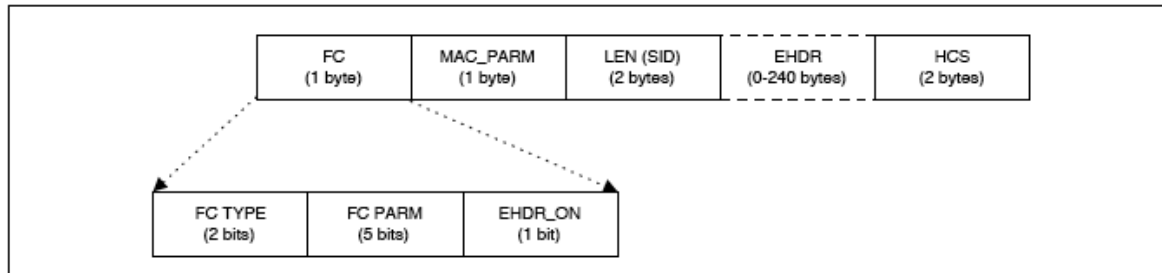 FC
(1 byte)
MAC_PARM
(1 byte)
LEN (SID)
(2 bytes)
EHDR
(0-240 bytes)
HCS
(2 bytes)
FC TYPE
(2 bits)
FC PARM
(5 bits)
EHDR_ON
(1 bit)